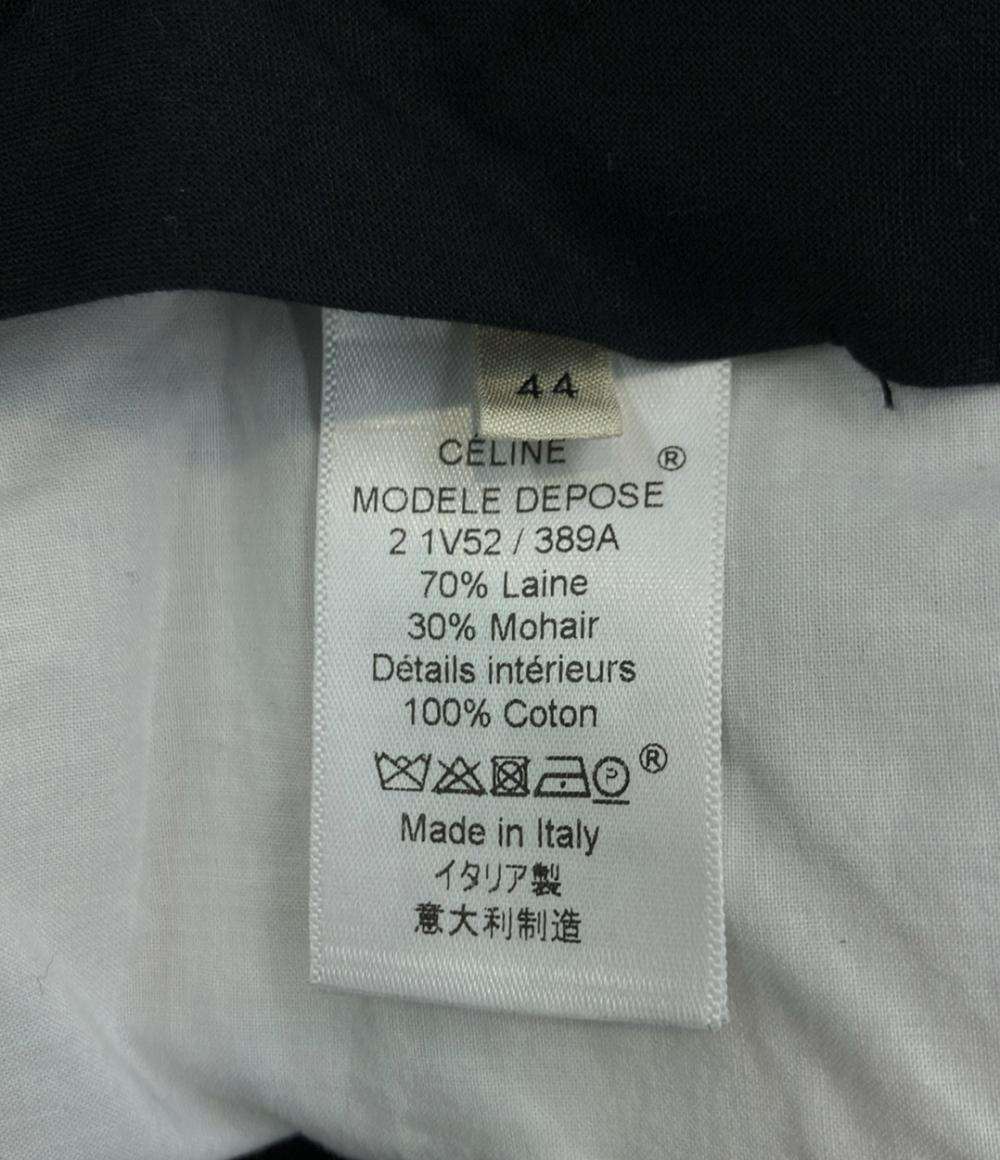 44
CÉLINE ®
MODELE DEPOSE
2 1V52 / 389A
70% Laine
30% Mohair
Détails intérieurs
100% Coton
P ®
Made in Italy
イタリア製
意大利制造